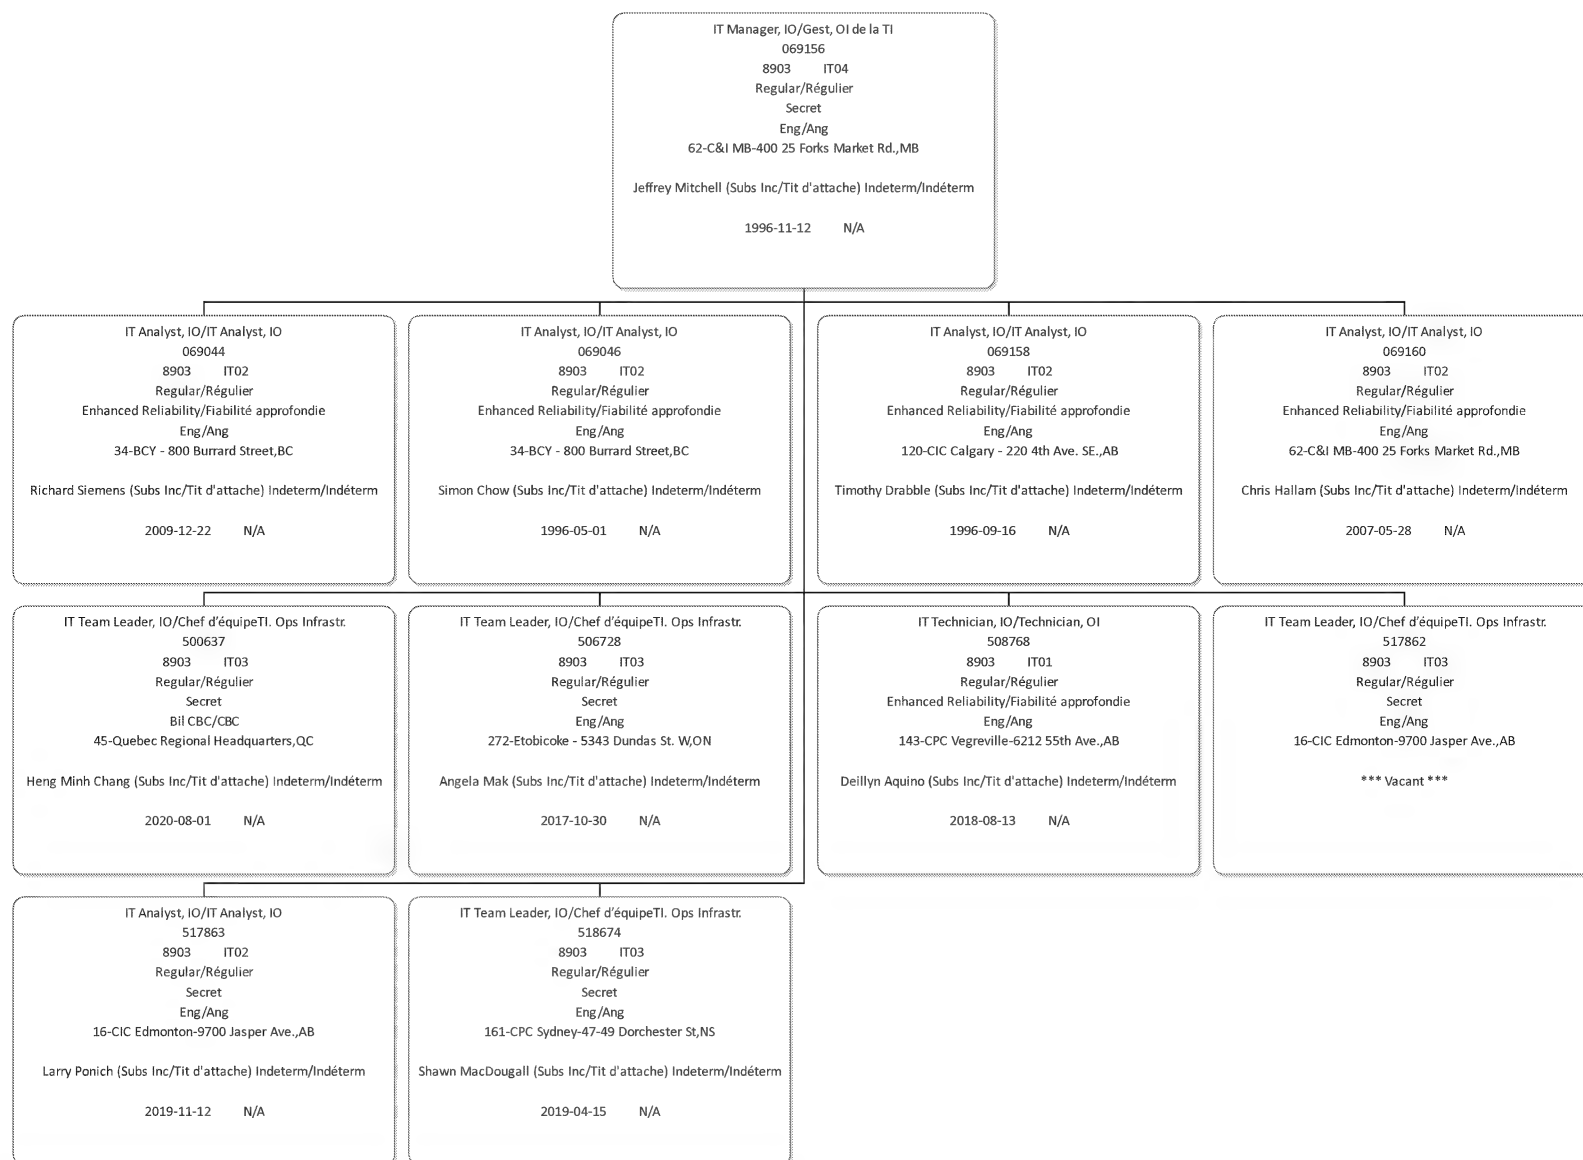 IT Manager, IO/Gest, OI de la TI
069156
8903 IT04
Regular/Régulier
Secret
Eng/Ang
62-C&I MB-400 25 Forks Market Rd.,MB
Jeffrey Mitchell (Subs Inc/Tit d'attache) Indeterm/Indéterm
1996-11-12 N/A
IT Analyst, IO/IT Analyst, IO
069044
8903 IT02
Regular/Régulier
Enhanced Reliability/Fiabilité approfondie
Eng/Ang
34-BCY - 800 Burrard Street,BC
Richard Siemens (Subs Inc/Tit d'attache) Indeterm/Indéterm
2009-12-22 N/A
IT Analyst, IO/IT Analyst, IO
069046
8903 IT02
Regular/Régulier
Enhanced Reliability/Fiabilité approfondie
Eng/Ang
34-BCY - 800 Burrard Street,BC
Simon Chow (Subs Inc/Tit d'attache) Indeterm/Indéterm
1996-05-01 N/A
IT Analyst, IO/IT Analyst, IO
069158
8903 IT02
Regular/Régulier
Enhanced Reliability/Fiabilité approfondie
Eng/Ang
120-CIC Calgary - 220 4th Ave. SE.,AB
Timothy Drabble (Subs Inc/Tit d'attache) Indeterm/Indéterm
1996-09-16 N/A
IT Analyst, IO/IT Analyst, IO
069160
8903 IT02
Regular/Régulier
Enhanced Reliability/Fiabilité approfondie
Eng/Ang
62-C&I MB-400 25 Forks Market Rd.,MB
Chris Hallam (Subs Inc/Tit d'attache) Indeterm/Indéterm
2007-05-28 N/A
IT Team Leader, IO/Chef d'équipeTI. Ops Infrastr.
500637
8903 IT03
Regular/Régulier
Secret
Bil CBC/CBC
45-Quebec Regional Headquarters,QC
Heng Minh Chang (Subs Inc/Tit d'attache) Indeterm/Indéterm
2020-08-01 N/A
IT Team Leader, IO/Chef d'équipeTI. Ops Infrastr.
506728
8903 IT03
Regular/Régulier
Secret
Eng/Ang
272-Etobicoke - 5343 Dundas St. W,ON
Angela Mak (Subs Inc/Tit d'attache) Indeterm/Indéterm
2017-10-30 N/A
IT Technician, IO/Technician, OI
508768
8903 IT01
Regular/Régulier
Enhanced Reliability/Fiabilité approfondie
Eng/Ang
143-CPC Vegreville-6212 55th Ave.,AB
Deillyn Aquino (Subs Inc/Tit d'attache) Indeterm/Indéterm
2018-08-13 N/A
IT Team Leader, IO/Chef d'équipeTI. Ops Infrastr.
517862
8903 IT03
Regular/Régulier
Secret
Eng/Ang
16-CIC Edmonton-9700 Jasper Ave.,AB
*** Vacant ***
IT Analyst, IO/IT Analyst, IO
517863
8903 IT02
Regular/Régulier
Secret
Eng/Ang
16-CIC Edmonton-9700 Jasper Ave.,AB
Larry Ponich (Subs Inc/Tit d'attache) Indeterm/Indéterm
2019-11-12 N/A
IT Team Leader, IO/Chef d'équipeTI. Ops Infrastr.
518674
8903 IT03
Regular/Régulier
Secret
Eng/Ang
161-CPC Sydney-47-49 Dorchester St,NS
Shawn MacDougall (Subs Inc/Tit d'attache) Indeterm/Indéterm
2019-04-15 N/A